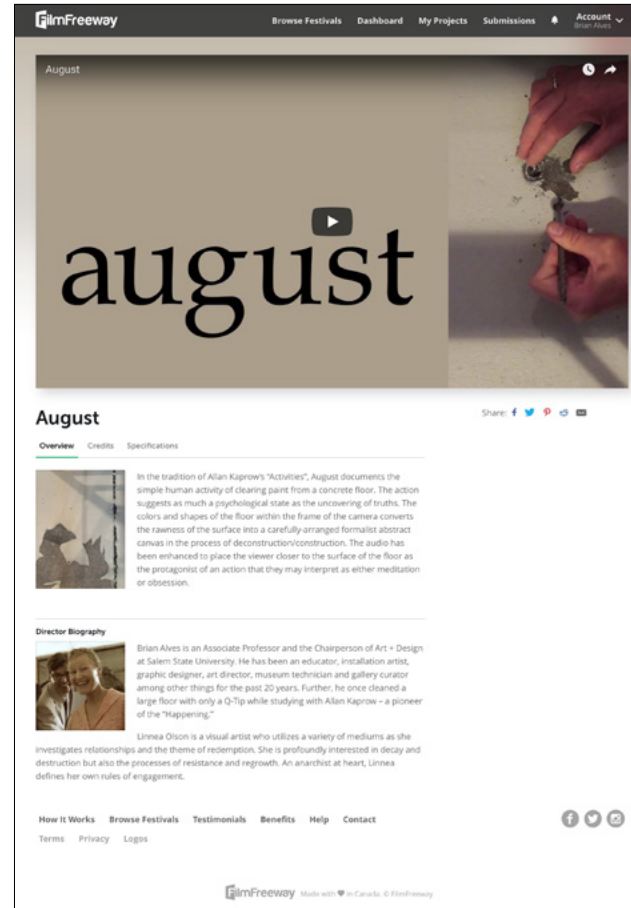 FilmFreeway
Browse Festivals Dashboard My Projects Submissions Account
Brian Alves
August
august
August
Share:
Overview Credits Specifications
In the tradition of Allan Kaprow's "Activities", August documents the
simple human activity of clearing paint from a concrete floor. The action
suggests as much a psychological state as the uncovering of truths. The
colors and shapes of the floor within the frame of the camera converts
the rawness of the surface into a carefully-arranged formalist abstract
canvas in the process of deconstruction/construction. The audio has
been enhanced to place the viewer closer to the surface of the floor as
the protagonist of an action that they may interpret as either meditation
or obsession.
Director Biography
Brian Alves is an Associate Professor and the Chairperson of Art + Design
at Salem State University. He has been an educator, installation artist,
graphic designer, art director, museum technician and gallery curator
among other things for the past 20 years. Further, he once cleaned a
large floor with only a Q-Tip while studying with Allan Kaprow – a pioneer
of the "Happening."
Linnea Olson is a visual artist who utilizes a variety of mediums as she
investigates relationships and the theme of redemption. She is profoundly interested in decay and
destruction but also the processes of resistance and regrowth. An anarchist at heart, Linnea
defines her own rules of engagement.
How It Works Browse Festivals Testimonials Benefits Help Contact
Terms Privacy Logos
FilmFreeway Made with ♥ in Canada. © FilmFreeway